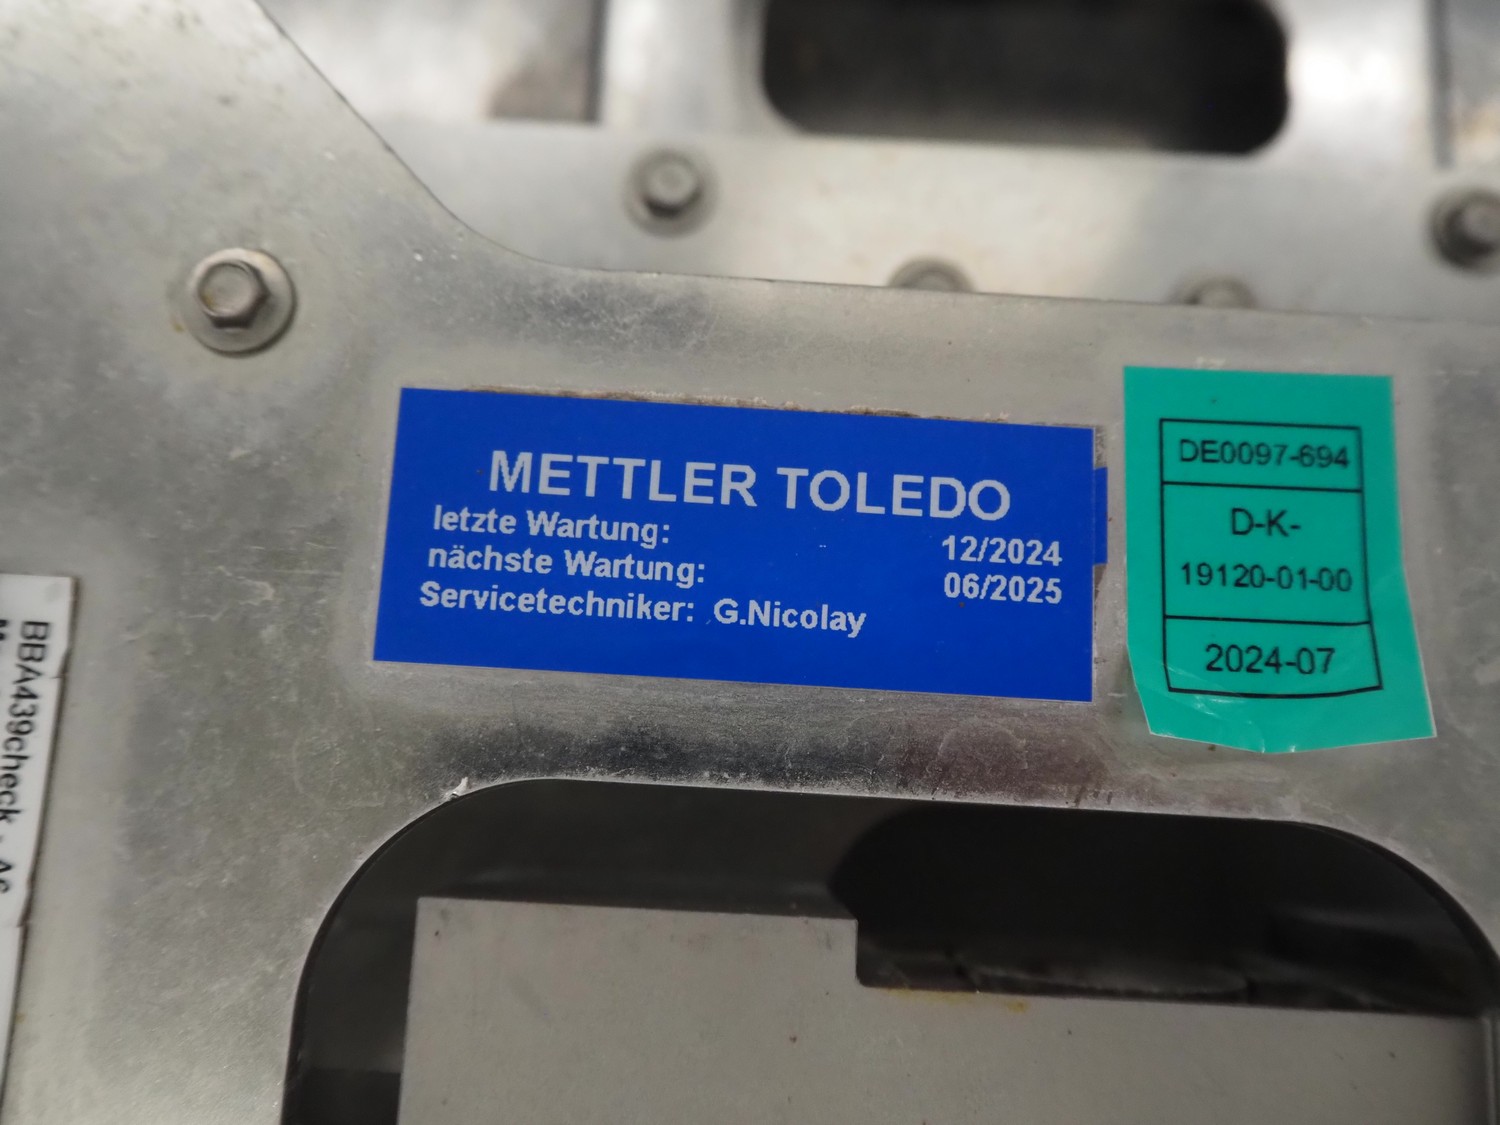 METTLER TOLEDO
letzte Wartung: 12/2024
nächste Wartung: 06/2025
Servicetechniker: G.Nicolay
DE0097-694
D-K-
19120-01-00
2024-07
BBA439check